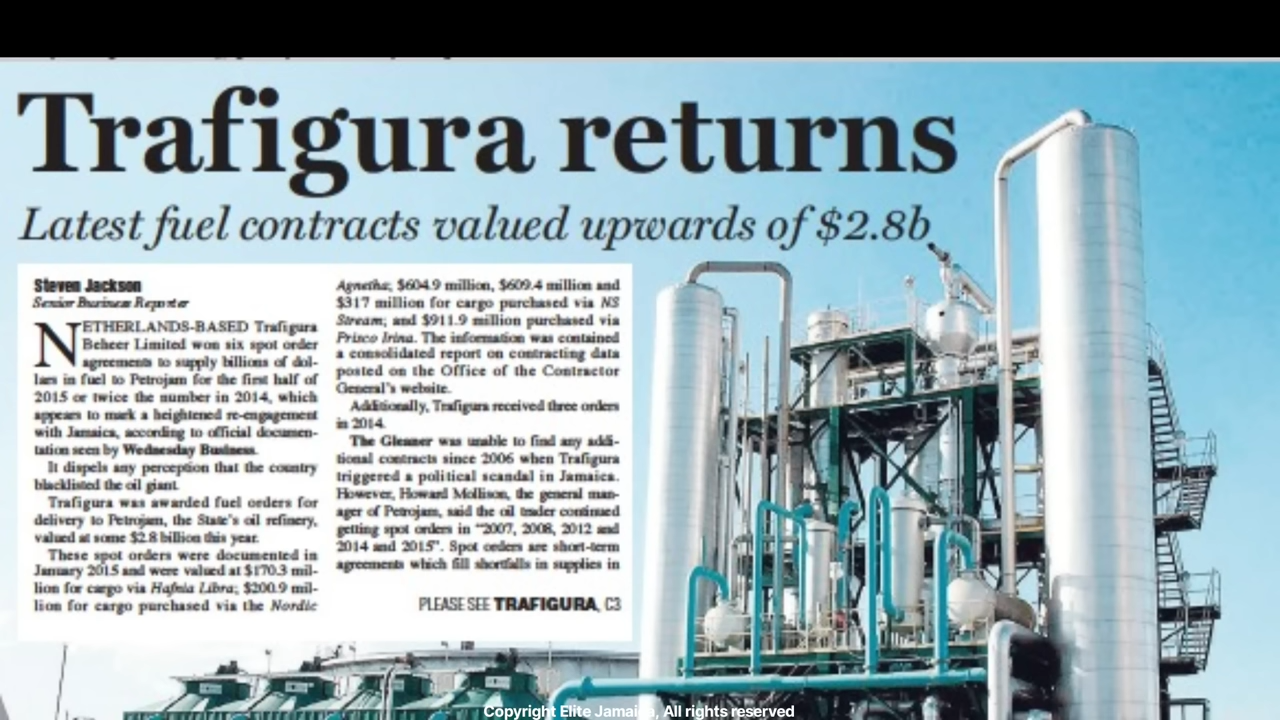 Trafigura returns
Latest fuel contracts valued upwards of $2.8b
Steven Jackson
Senior Business Reporter
NETHERLANDS-BASED Trafigura
Beheer Limited won six spot order
agreements to supply billions of dol-
lars in fuel to Petrojam for the first half of
2015 or twice the number in 2014, which
appears to mark a heightened re-engagement
with Jamaica, according to official documen-
tation seen by Wednesday Business.
It dispels any perception that the country
blacklisted the oil giant.
Trafigura was awarded fuel orders for
delivery to Petrojam, the State's oil refinery,
valued at some $2.8 billion this year.
These spot orders were documented in
January 2015 and were valued at $170.3 mil-
lion for cargo via Hafnia Libra; $200.9 mil-
lion for cargo purchased via the Nordic
Agnetha; $604.9 million, $609.4 million and
$317 million for cargo purchased via NS
Stream; and $911.9 million purchased via
Prisco Irina. The information was contained
a consolidated report on contracting data
posted on the Office of the Contractor
General's website.
Additionally, Trafigura received three orders
in 2014.
The Gleaner was unable to find any addi-
tional contracts since 2006 when Trafigura
triggered a political scandal in Jamaica.
However, Howard Mollison, the general man-
ager of Petrojam, said the oil trader continued
getting spot orders in "2007, 2008, 2012 and
2014 and 2015". Spot orders are short-term
agreements which fill shortfalls in supplies in
PLEASE SEE TRAFIGURA, C3
Copyright Elite Jamaica, All rights reserved